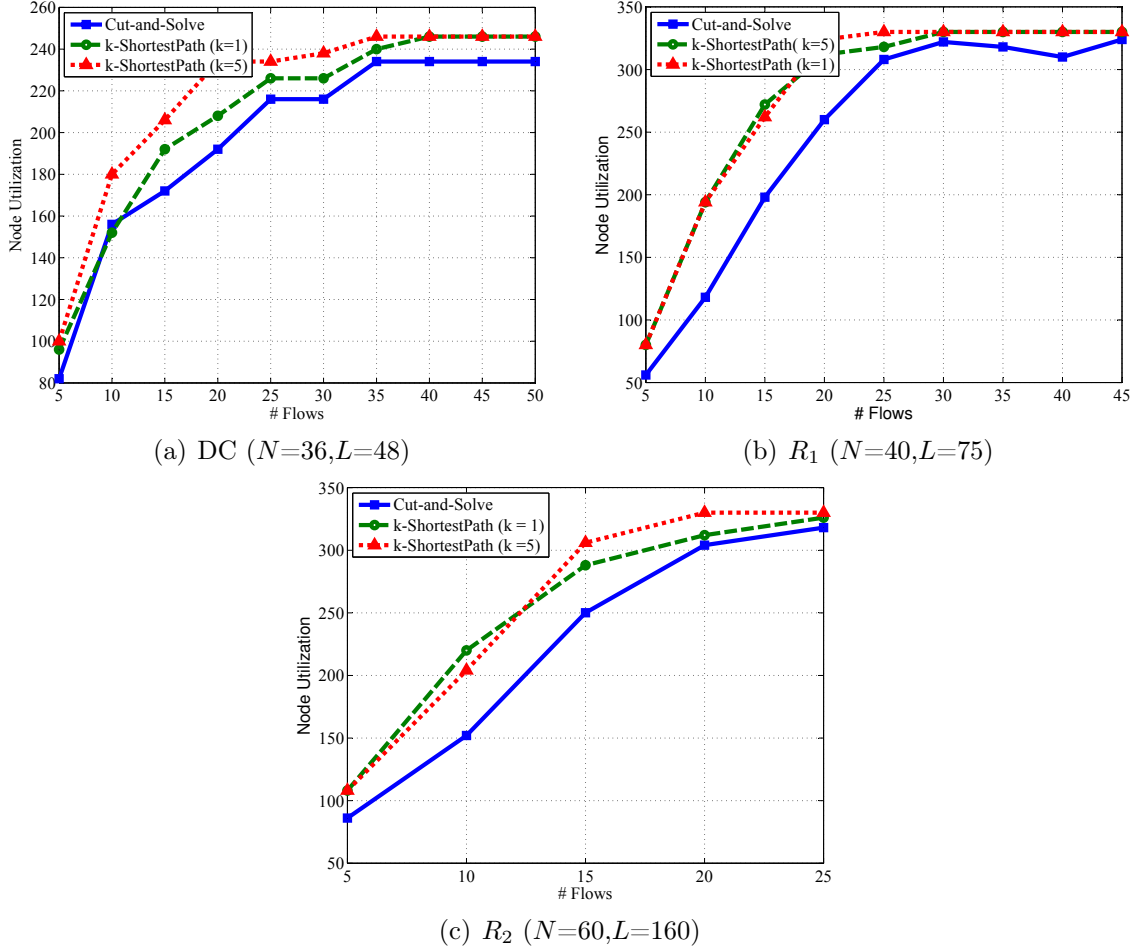 260
240
220
200
180
160
140
120
100
80
Node Utilization
Cut-and-Solve
k-ShortestPath (k=1)
k-ShortestPath (k=5)
5 10 15 20 25 30 35 40 45 50
# Flows
(a) DC (N=36,L=48)
350
300
250
200
150
100
50
Node Utilization
Cut-and-Solve
k-ShortestPath( k=5)
k-ShortestPath (k=1)
5 10 15 20 25 30 35 40 45
# Flows
(b) R₁ (N=40,L=75)
350
300
250
200
150
100
50
Node Utilization
Cut-and-Solve
k-ShortestPath (k = 1)
k-ShortestPath (k =5)
5 10 15 20 25
# Flows
(c) R₂ (N=60,L=160)